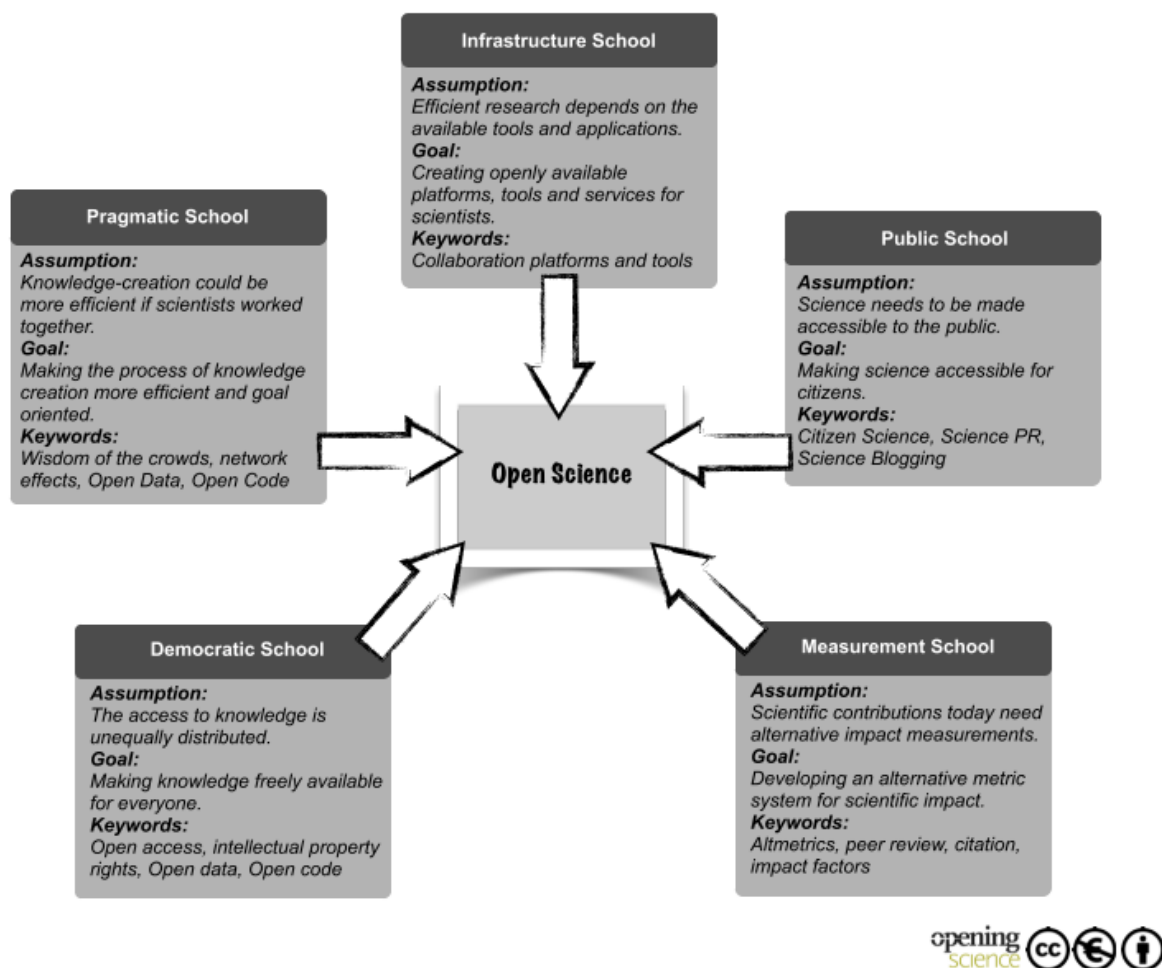 Infrastructure School
Assumption:
Efficient research depends on the
available tools and applications.
Goal:
Creating openly available
platforms, tools and services for
scientists.
Keywords:
Collaboration platforms and tools
Pragmatic School
Assumption:
Knowledge-creation could be
more efficient if scientists worked
together.
Goal:
Making the process of knowledge
creation more efficient and goal
oriented.
Keywords:
Wisdom of the crowds, network
effects, Open Data, Open Code
Public School
Assumption:
Science needs to be made
accessible to the public.
Goal:
Making science accessible for
citizens.
Keywords:
Citizen Science, Science PR,
Science Blogging
Open Science
Democratic School
Assumption:
The access to knowledge is
unequally distributed.
Goal:
Making knowledge freely available
for everyone.
Keywords:
Open access, intellectual property
rights, Open data, Open code
Measurement School
Assumption:
Scientific contributions today need
alternative impact measurements.
Goal:
Developing an alternative metric
system for scientific impact.
Keywords:
Altmetrics, peer review, citation,
impact factors
opening
science
cc